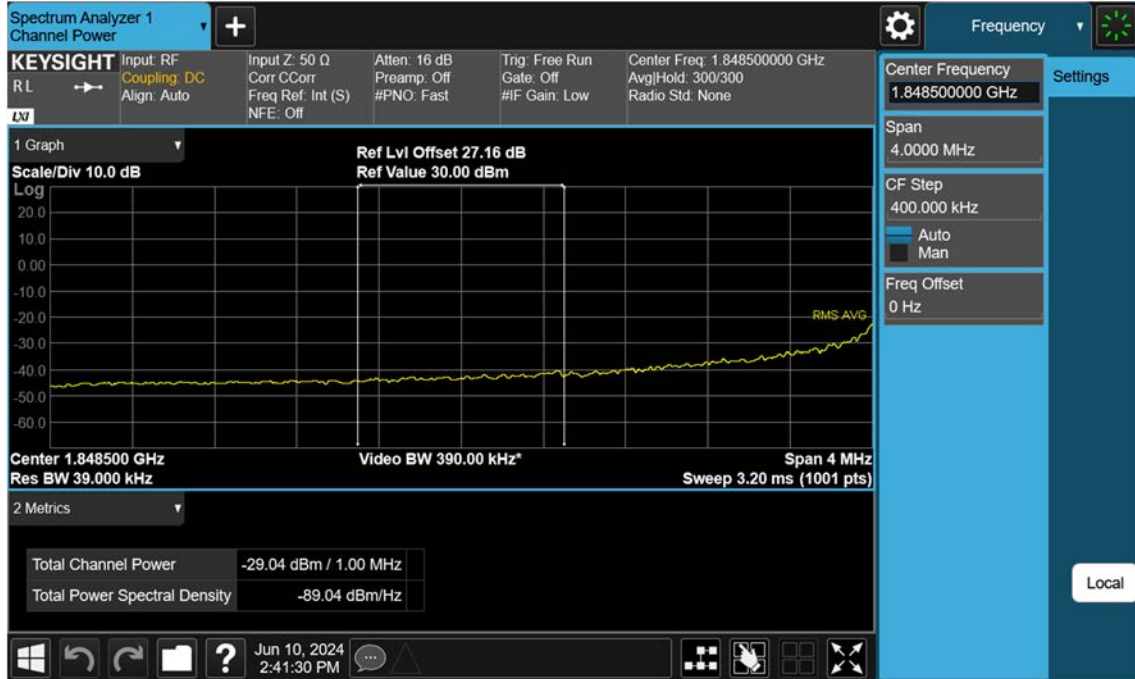 Spectrum Analyzer 1
Channel Power
Frequency
KEYSIGHT
R L
LXI
Input: RF
Coupling: DC
Align: Auto
Input Z: 50 Ω
Corr CCorr
Freq Ref: Int (S)
NFE: Off
Atten: 16 dB
Preamp: Off
#PNO: Fast
Trig: Free Run
Gate: Off
#IF Gain: Low
Center Freq: 1.848500000 GHz
Avg|Hold: 300/300
Radio Std: None
Center Frequency
1.848500000 GHz
Settings
Span
4.0000 MHz
CF Step
400.000 kHz
Auto
Man
Freq Offset
0 Hz
Local
1 Graph
Scale/Div 10.0 dB
Ref Lvl Offset 27.16 dB
Ref Value 30.00 dBm
Log
20.0
10.0
0.00
-10.0
-20.0
-30.0
-40.0
-50.0
-60.0
RMS AVG
Center 1.848500 GHz
Video BW 390.00 kHz*
Span 4 MHz
Res BW 39.000 kHz
Sweep 3.20 ms (1001 pts)
2 Metrics
Total Channel Power -29.04 dBm / 1.00 MHz
Total Power Spectral Density -89.04 dBm/Hz
?
Jun 10, 2024
2:41:30 PM